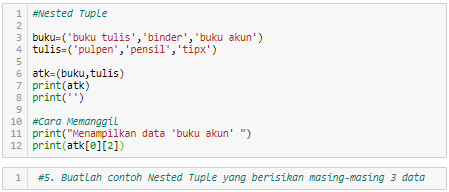 1 #Nested Tuple
2
3 buku=('buku tulis','binder','buku akun')
4 tulis=('pulpen','pensil','tipx')
5
6 atk=(buku,tulis)
7 print(atk)
8 print('')
9
10 #Cara Memanggil
11 print("Menampilkan data 'buku akun' ")
12 print(atk[0][2])
1 #5. Buatlah contoh Nested Tuple yang berisikan masing-masing 3 data